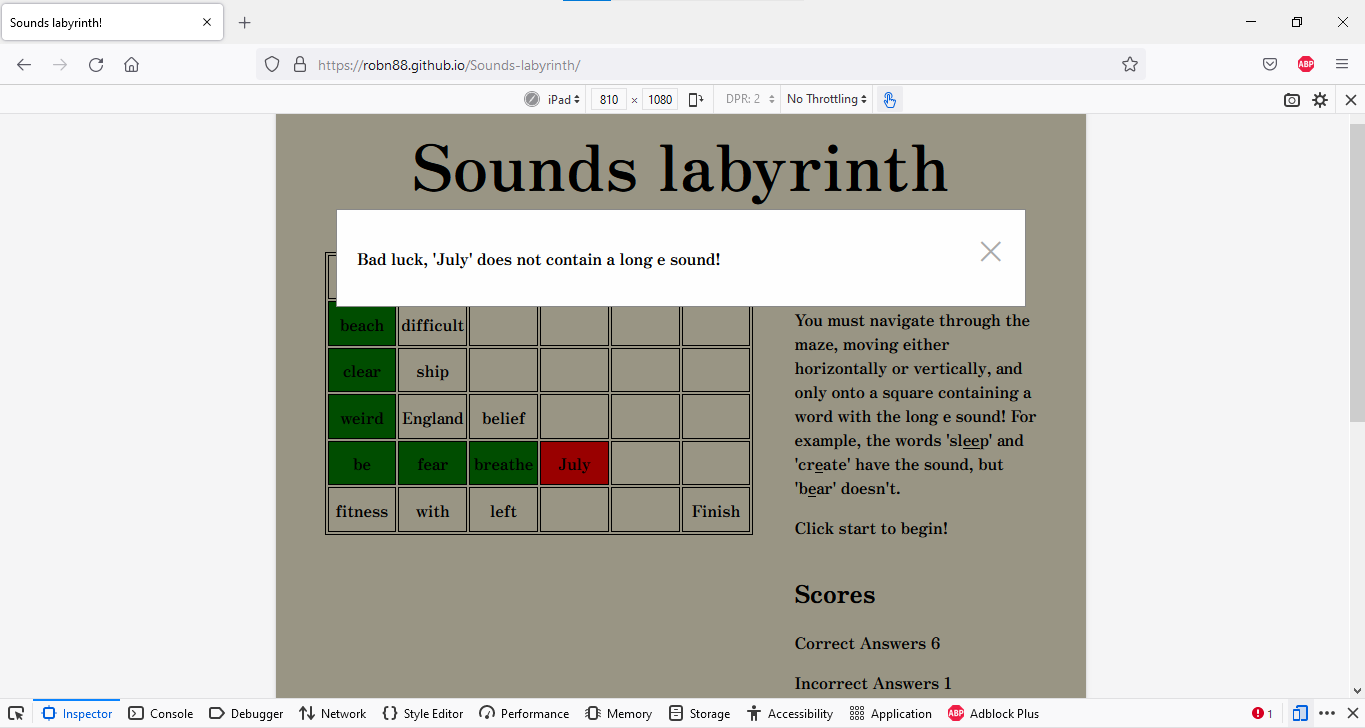 Sounds labyrinth!
https://robn88.github.io/Sounds-labyrinth/
ABP
iPad 810 × 1080 DPR: 2 No Throttling
Sounds labyrinth
Bad luck, 'July' does not contain a long e sound!
beach difficult
clear ship
weird England belief
be fear breathe July
fitness with left Finish
You must navigate through the
maze, moving either
horizontally or vertically, and
only onto a square containing a
word with the long e sound! For
example, the words 'sleep' and
'create' have the sound, but
'bear' doesn't.
Click start to begin!
Scores
Correct Answers 6
Incorrect Answers 1
Inspector Console Debugger Network Style Editor Performance Memory Storage Accessibility Application ABP Adblock Plus 1